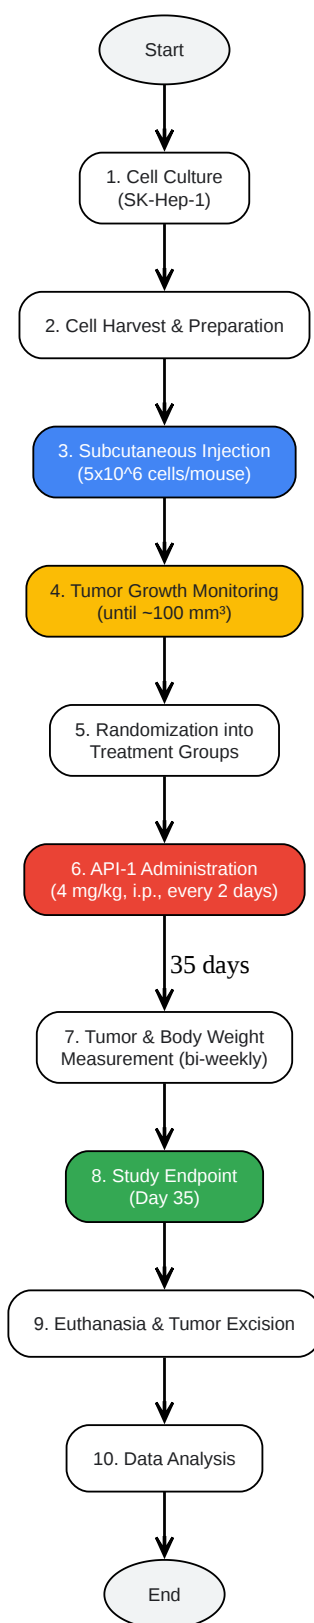 Start
1. Cell Culture
(SK-Hep-1)
2. Cell Harvest & Preparation
3. Subcutaneous Injection
(5x10^6 cells/mouse)
4. Tumor Growth Monitoring
(until ~100 mm³)
5. Randomization into
Treatment Groups
6. API-1 Administration
(4 mg/kg, i.p., every 2 days)
35 days
7. Tumor & Body Weight
Measurement (bi-weekly)
8. Study Endpoint
(Day 35)
9. Euthanasia & Tumor Excision
10. Data Analysis
End